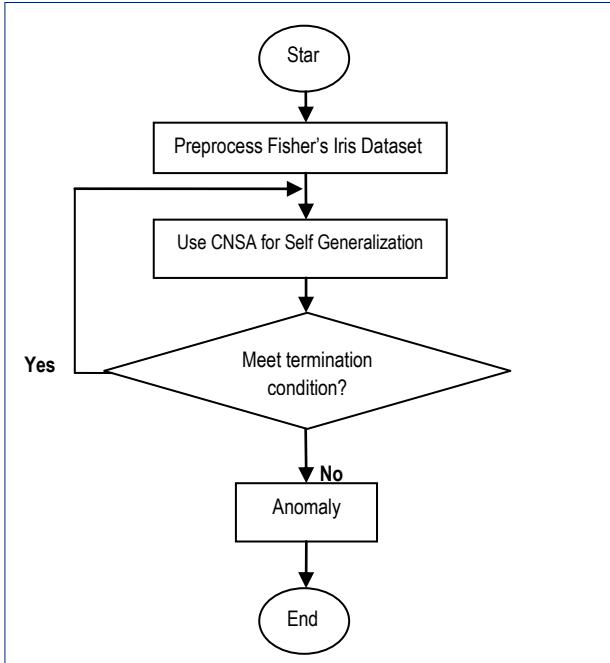 Star
Preprocess Fisher's Iris Dataset
Use CNSA for Self Generalization
Meet termination
condition?
Yes
No
Anomaly
End